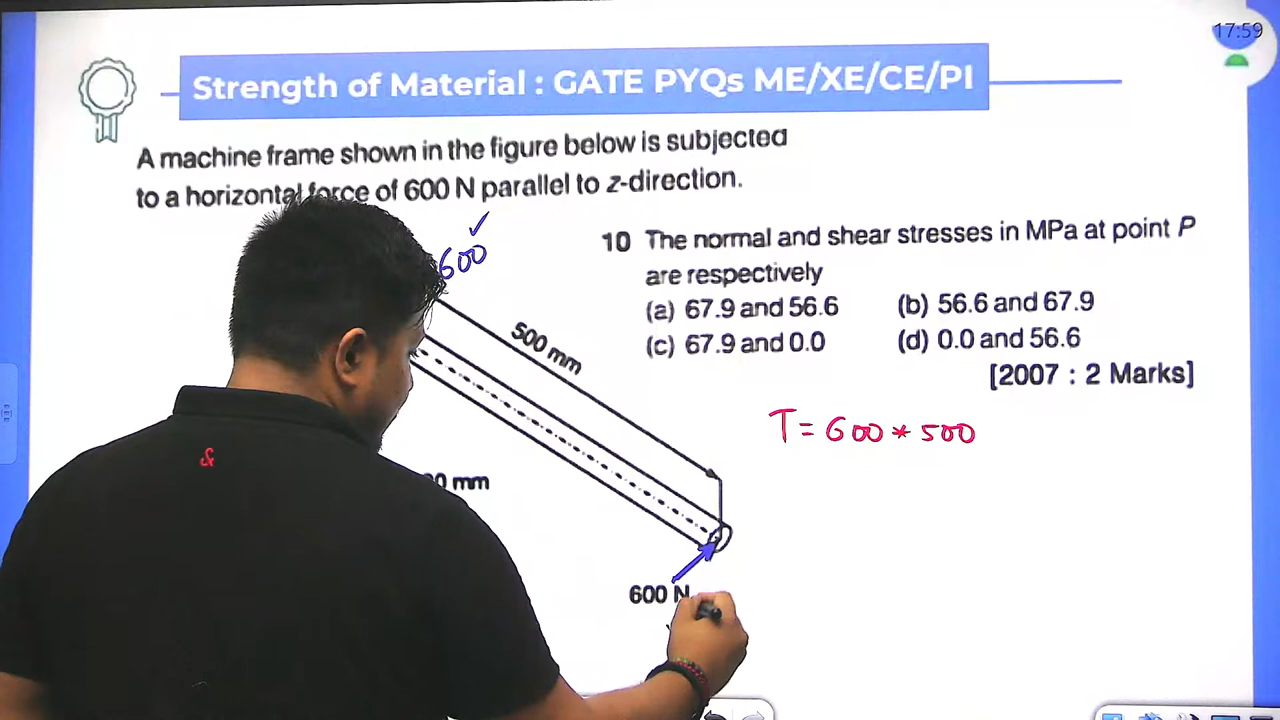 17:59
Strength of Material : GATE PYQs ME/XE/CE/PI
A machine frame shown in the figure below is subjected
to a horizontal force of 600 N parallel to z-direction.
600
500 mm
mm
600 N
10 The normal and shear stresses in MPa at point P
are respectively
(a) 67.9 and 56.6 (b) 56.6 and 67.9
(c) 67.9 and 0.0 (d) 0.0 and 56.6
[2007 : 2 Marks]
T = 600 * 500